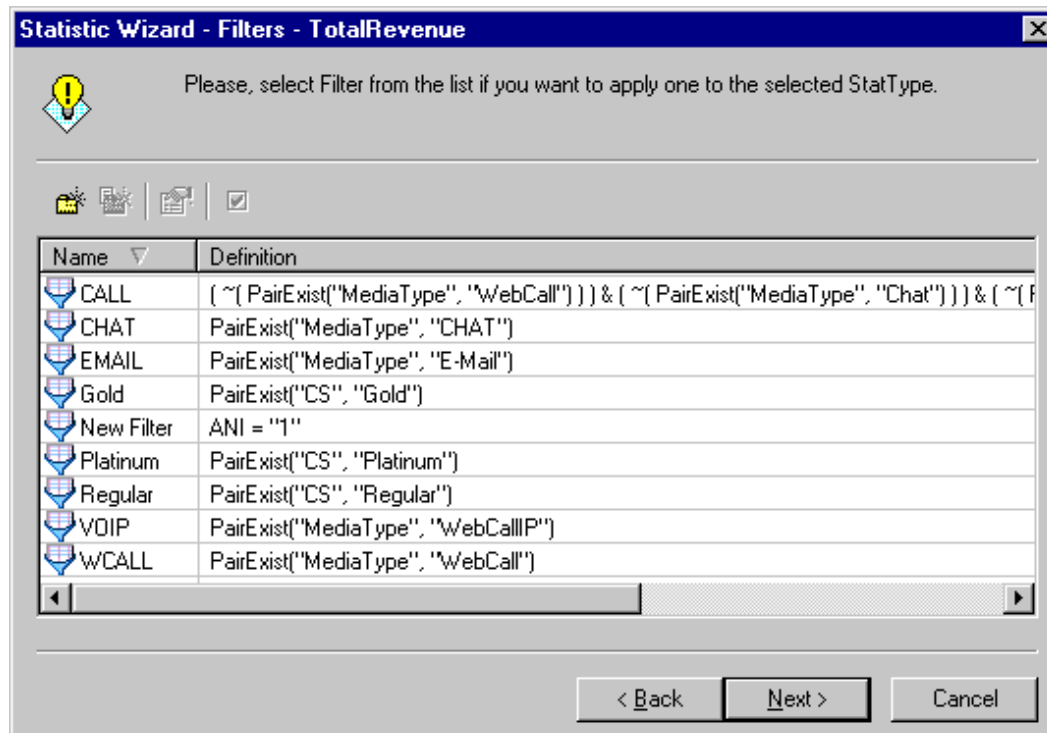 Statistic Wizard - Filters - TotalRevenue
Please, select Filter from the list if you want to apply one to the selected StatType.
Name Definition
CALL ( ~( PairExist("MediaType", "WebCall") ) ) & ( ~( PairExist("MediaType", "Chat") ) ) & ( ~(
CHAT PairExist("MediaType", "CHAT")
EMAIL PairExist("MediaType", "E-Mail")
Gold PairExist("CS", "Gold")
New Filter ANI = "1"
Platinum PairExist("CS", "Platinum")
Regular PairExist("CS", "Regular")
VOIP PairExist("MediaType", "WebCallIP")
WCALL PairExist("MediaType", "WebCall")
< Back Next > Cancel